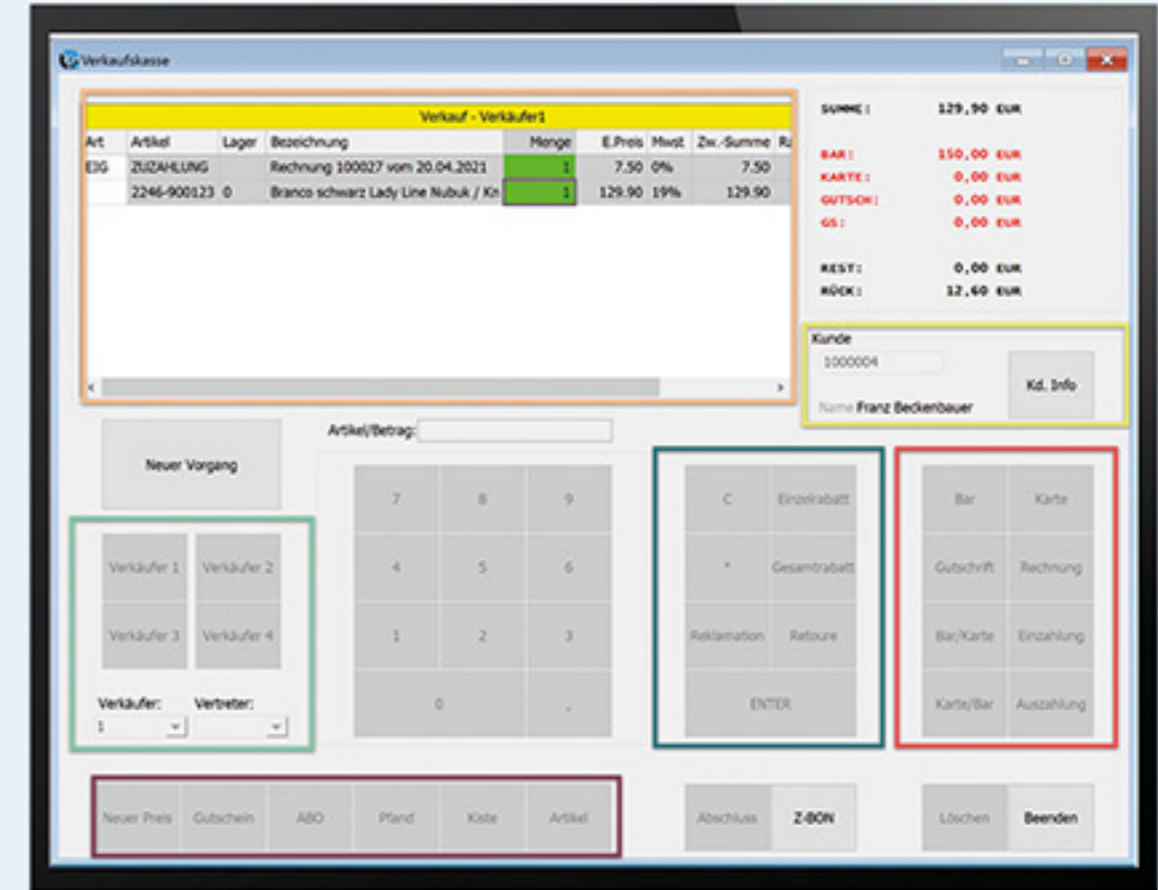 Verkaufskasse
Verkauf - Verkäufer1
Art Artikel Lager Bezeichnung Menge E.Preis Mwst Zw.-Summe
EIG ZUZAHLUNG Rechnung 100027 vom 20.04.2021 1 7.50 0% 7.50
2246-900123 0 Branco schwarz Lady Line Nubuk / Kn 1 129.90 19% 129.90
SUMME: 129,90 EUR
BAR: 150,00 EUR
KARTE: 0,00 EUR
GUTSCH: 0,00 EUR
GS: 0,00 EUR
REST: 0,00 EUR
RÜCK: 12,60 EUR
Kunde
1000004
Kd. Info
Name Franz Beckenbauer
Artikel/Betrag:
Neuer Vorgang
Verkäufer 1 Verkäufer 2
Verkäufer 3 Verkäufer 4
Verkäufer: Vertreter:
1
7 8 9
4 5 6
1 2 3
0 ,
C Einzelrabatt
* Gesamtrabatt
Reklamation Retoure
ENTER
Bar Karte
Gutschrift Rechnung
Bar/Karte Einzahlung
Karte/Bar Auszahlung
Neuer Preis Gutschein ABO Pfand Kiste Artikel
Abschluss Z-BON
Löschen Beenden